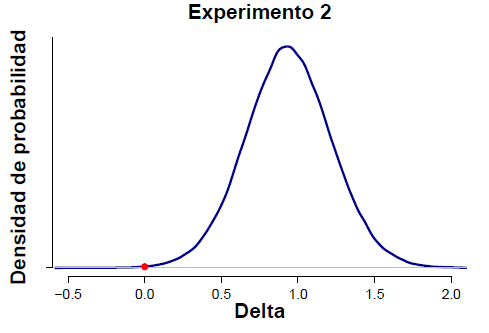 Experimento 2
Densidad de probabilidad
−0.5 0.0 0.5 1.0 1.5 2.0
Delta